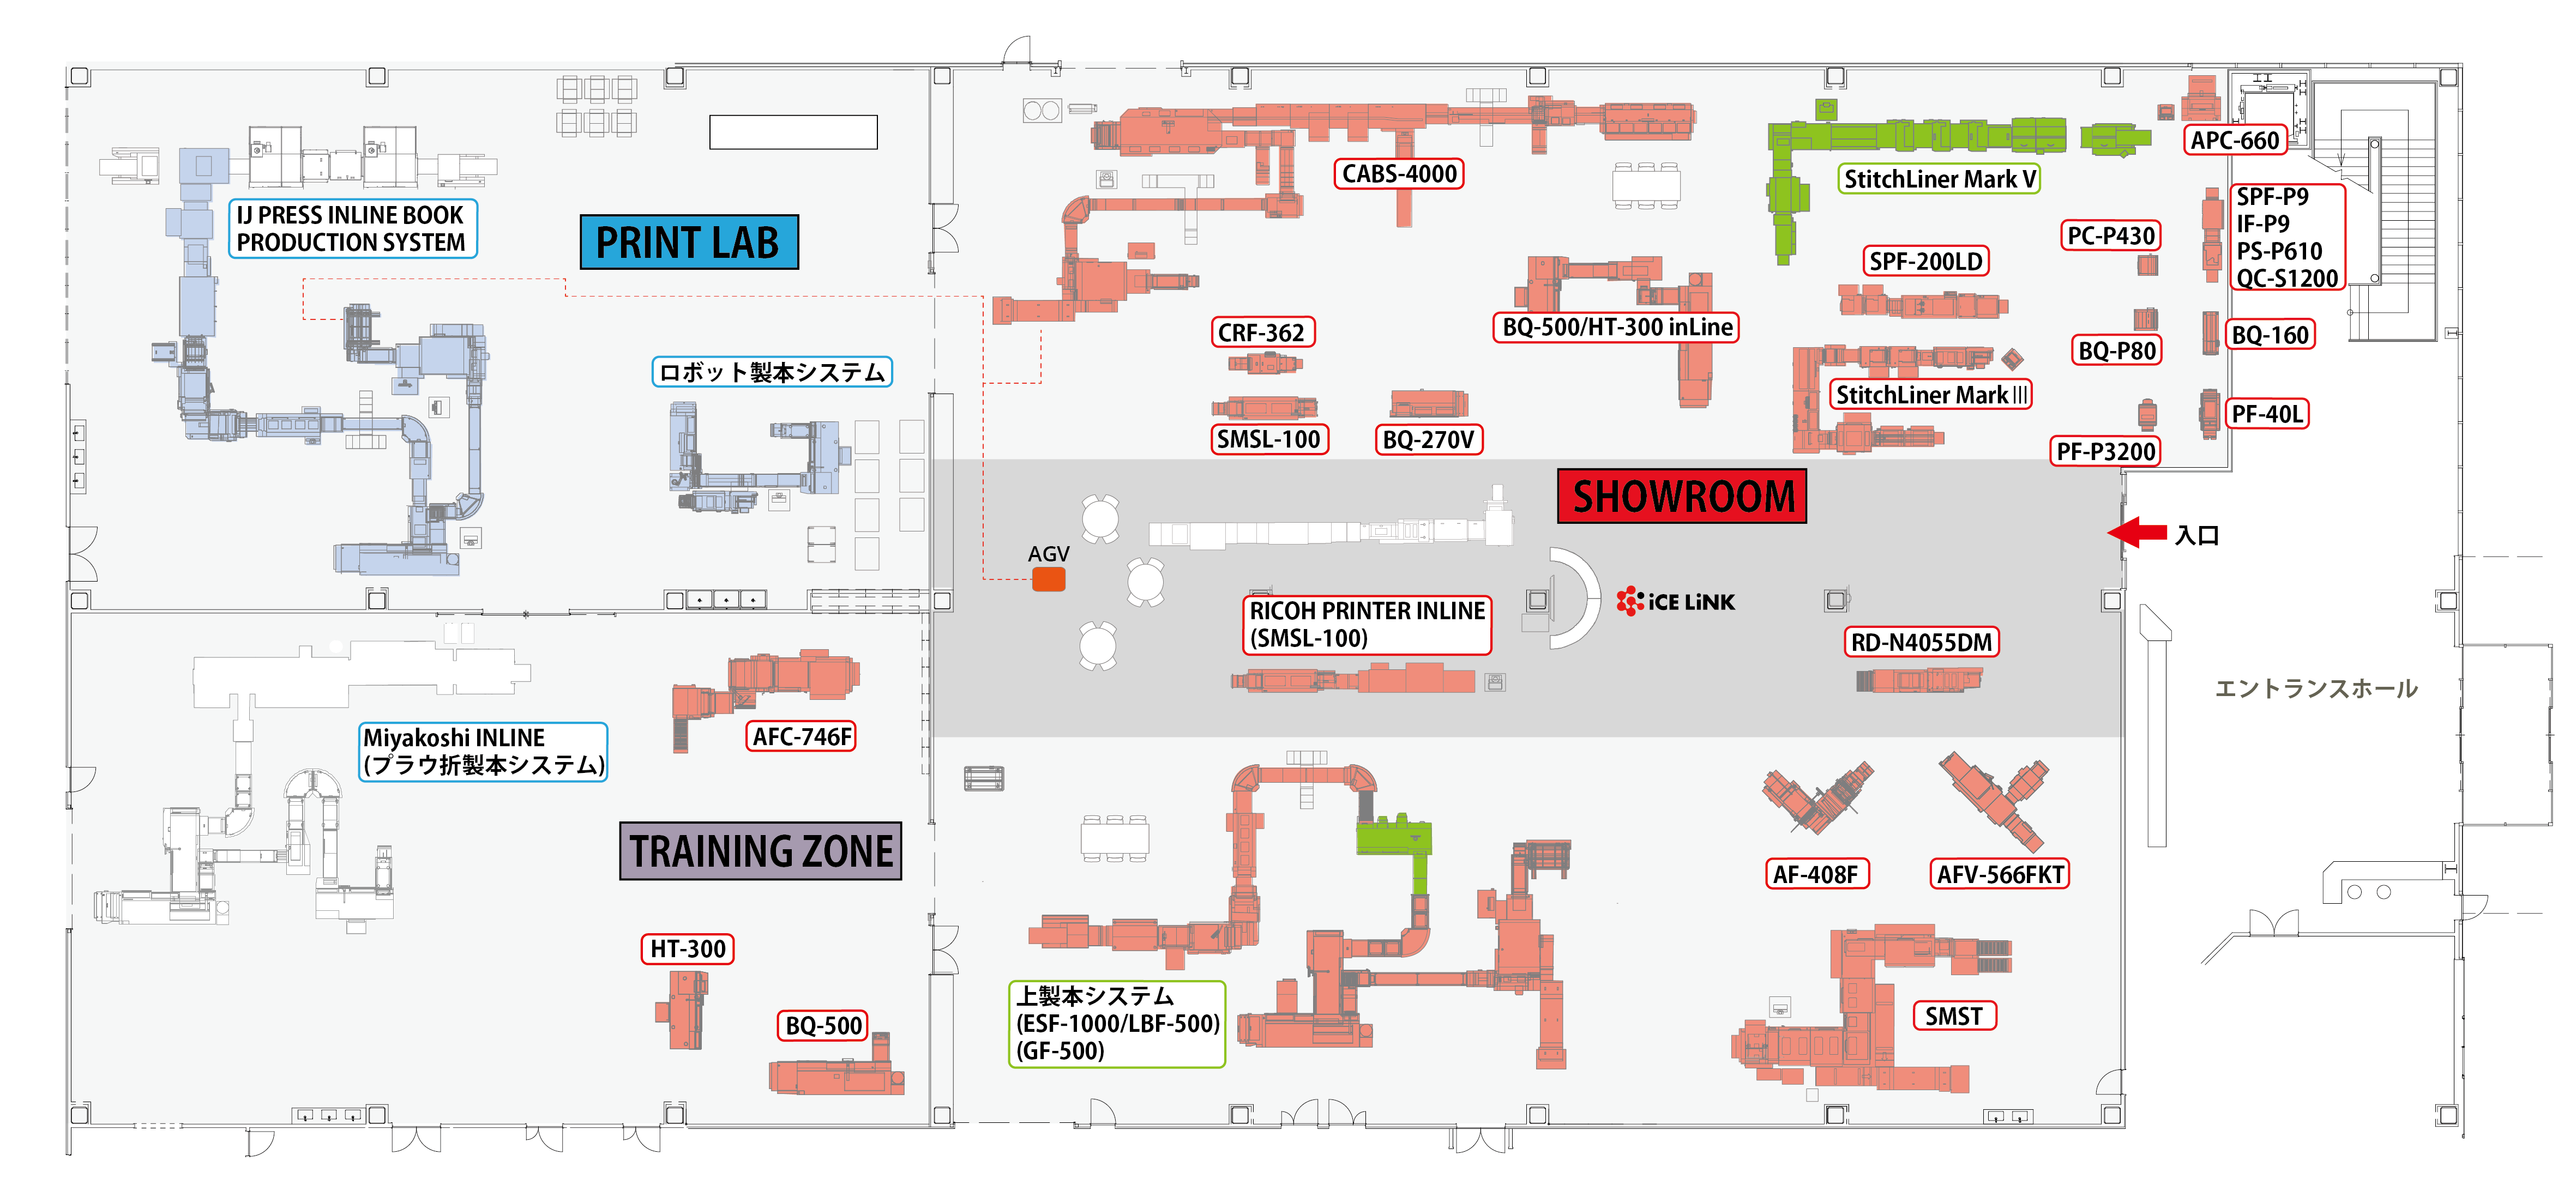 IJ PRESS INLINE BOOK
PRODUCTION SYSTEM
PRINT LAB
ロボット製本システム
CABS-4000
StitchLiner Mark V
APC-660
SPF-P9
IF-P9
PS-P610
QC-S1200
PC-P430
SPF-200LD
CRF-362
BQ-500/HT-300 inLine
BQ-P80
BQ-160
StitchLiner MarkⅢ
SMSL-100
BQ-270V
PF-P3200
PF-40L
SHOWROOM
入口
AGV
iCE LiNK
RICOH PRINTER INLINE
(SMSL-100)
RD-N4055DM
エントランスホール
Miyakoshi INLINE
(プラウ折製本システム)
AFC-746F
TRAINING ZONE
AF-408F
AFV-566FKT
HT-300
BQ-500
上製本システム
(ESF-1000/LBF-500)
(GF-500)
SMST